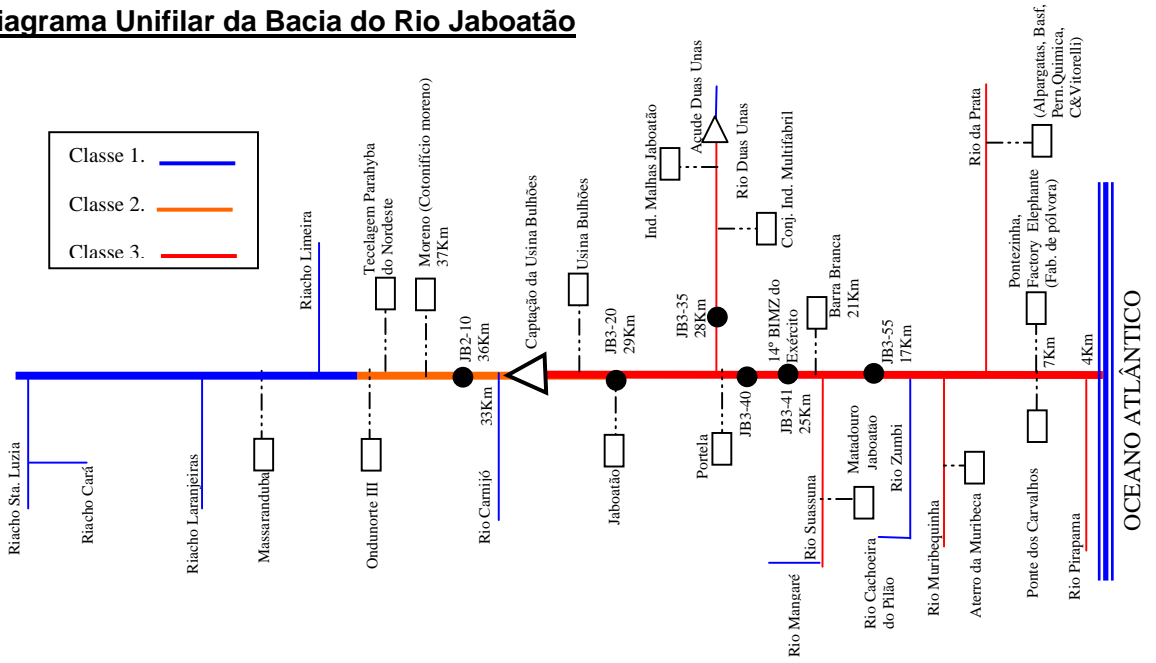 iagrama Unifilar da Bacia do Rio Jaboatão
Classe 1.
Classe 2.
Classe 3.
Riacho Sta. Luzia
Riacho Cará
Riacho Laranjeiras
Massaranduba
Riacho Limeira
Ondunorte III
Tecelagem Parahyba
do Nordeste
Moreno (Cotonifício moreno)
37Km
JB2-10
36Km
33Km
Rio Carnijó
Captação da Usina Bulhões
Usina Bulhões
JB3-20
29Km
Jaboatão
Ind. Malhas Jaboatão
Açude Duas Unas
Rio Duas Unas
Conj. Ind. Multifabril
JB3-35
28Km
Portela
JB3-40
14º BIMZ do
Exército
JB3-41
25Km
Barra Branca
21Km
Rio Suassuna
Rio Mangaré
Matadouro
Jaboatao
JB3-55
17Km
Rio Zumbi
Rio Cachoeira
do Pilão
Rio Muribequinha
Aterro da Muribeca
Rio da Prata
(Alpargatas, Basf,
Pern.Quimica,
C&Vitorelli)
Pontezinha,
Factory Elephante
(Fab. de pólvora)
7Km
Ponte dos Carvalhos
4Km
Rio Pirapama
OCEANO ATLÂNTICO